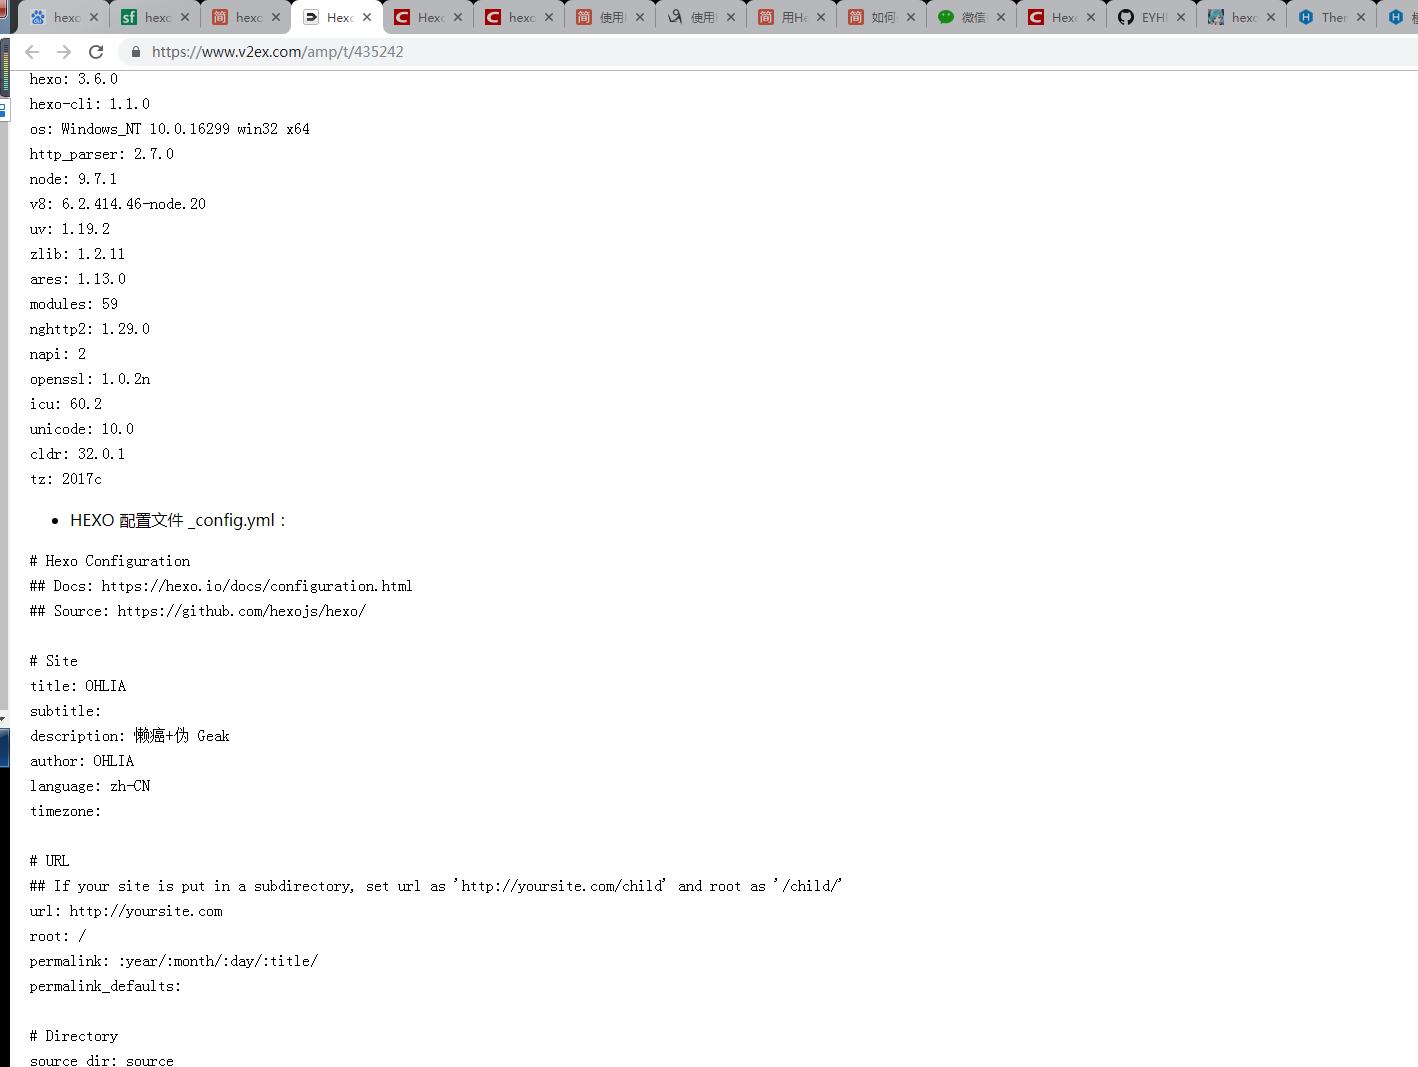 hexo
hexo
hexo
Hexo
Hexo
hexo
使用
使用
用He
如何
微信
Hexo
EYH
hexo
Then
https://www.v2ex.com/amp/t/435242
hexo: 3.6.0
hexo-cli: 1.1.0
os: Windows_NT 10.0.16299 win32 x64
http_parser: 2.7.0
node: 9.7.1
v8: 6.2.414.46-node.20
uv: 1.19.2
zlib: 1.2.11
ares: 1.13.0
modules: 59
nghttp2: 1.29.0
napi: 2
openssl: 1.0.2n
icu: 60.2
unicode: 10.0
cldr: 32.0.1
tz: 2017c
• HEXO 配置文件 _config.yml：
# Hexo Configuration
## Docs: https://hexo.io/docs/configuration.html
## Source: https://github.com/hexojs/hexo/
# Site
title: OHLIA
subtitle:
description: 懒癌+伪 Geak
author: OHLIA
language: zh-CN
timezone:
# URL
## If your site is put in a subdirectory, set url as 'http://yoursite.com/child' and root as '/child/'
url: http://yoursite.com
root: /
permalink: :year/:month/:day/:title/
permalink_defaults:
# Directory
source_dir: source